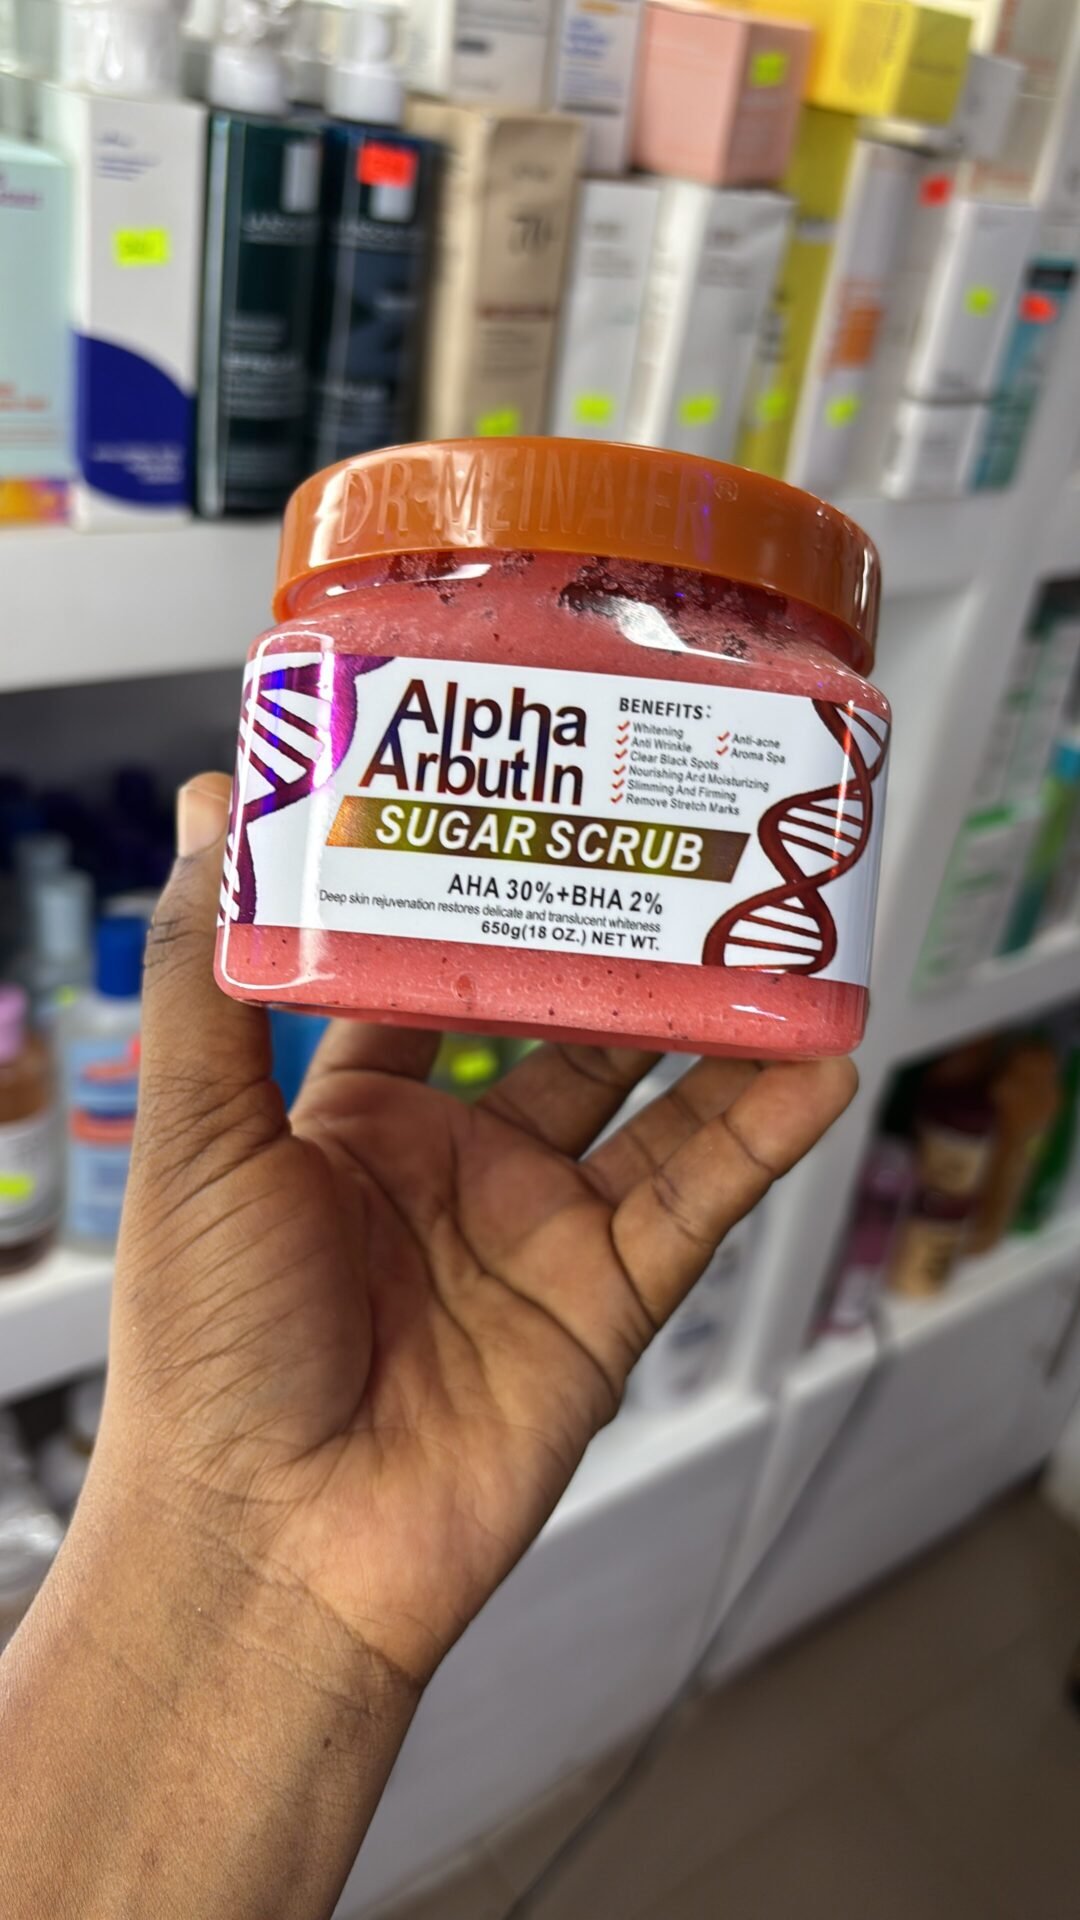 DR·MEINAIER®
Alpha
Arbutin
SUGAR SCRUB
AHA 30%+BHA 2%
Deep skin rejuvenation restores delicate and translucent whiteness
650g(18 OZ.) NET WT.
BENEFITS:
Whitening
Anti Wrinkle
Clear Black Spots
Nourishing And Moisturizing
Slimming And Firming
Remove Stretch Marks
Anti-acne
Aroma Spa